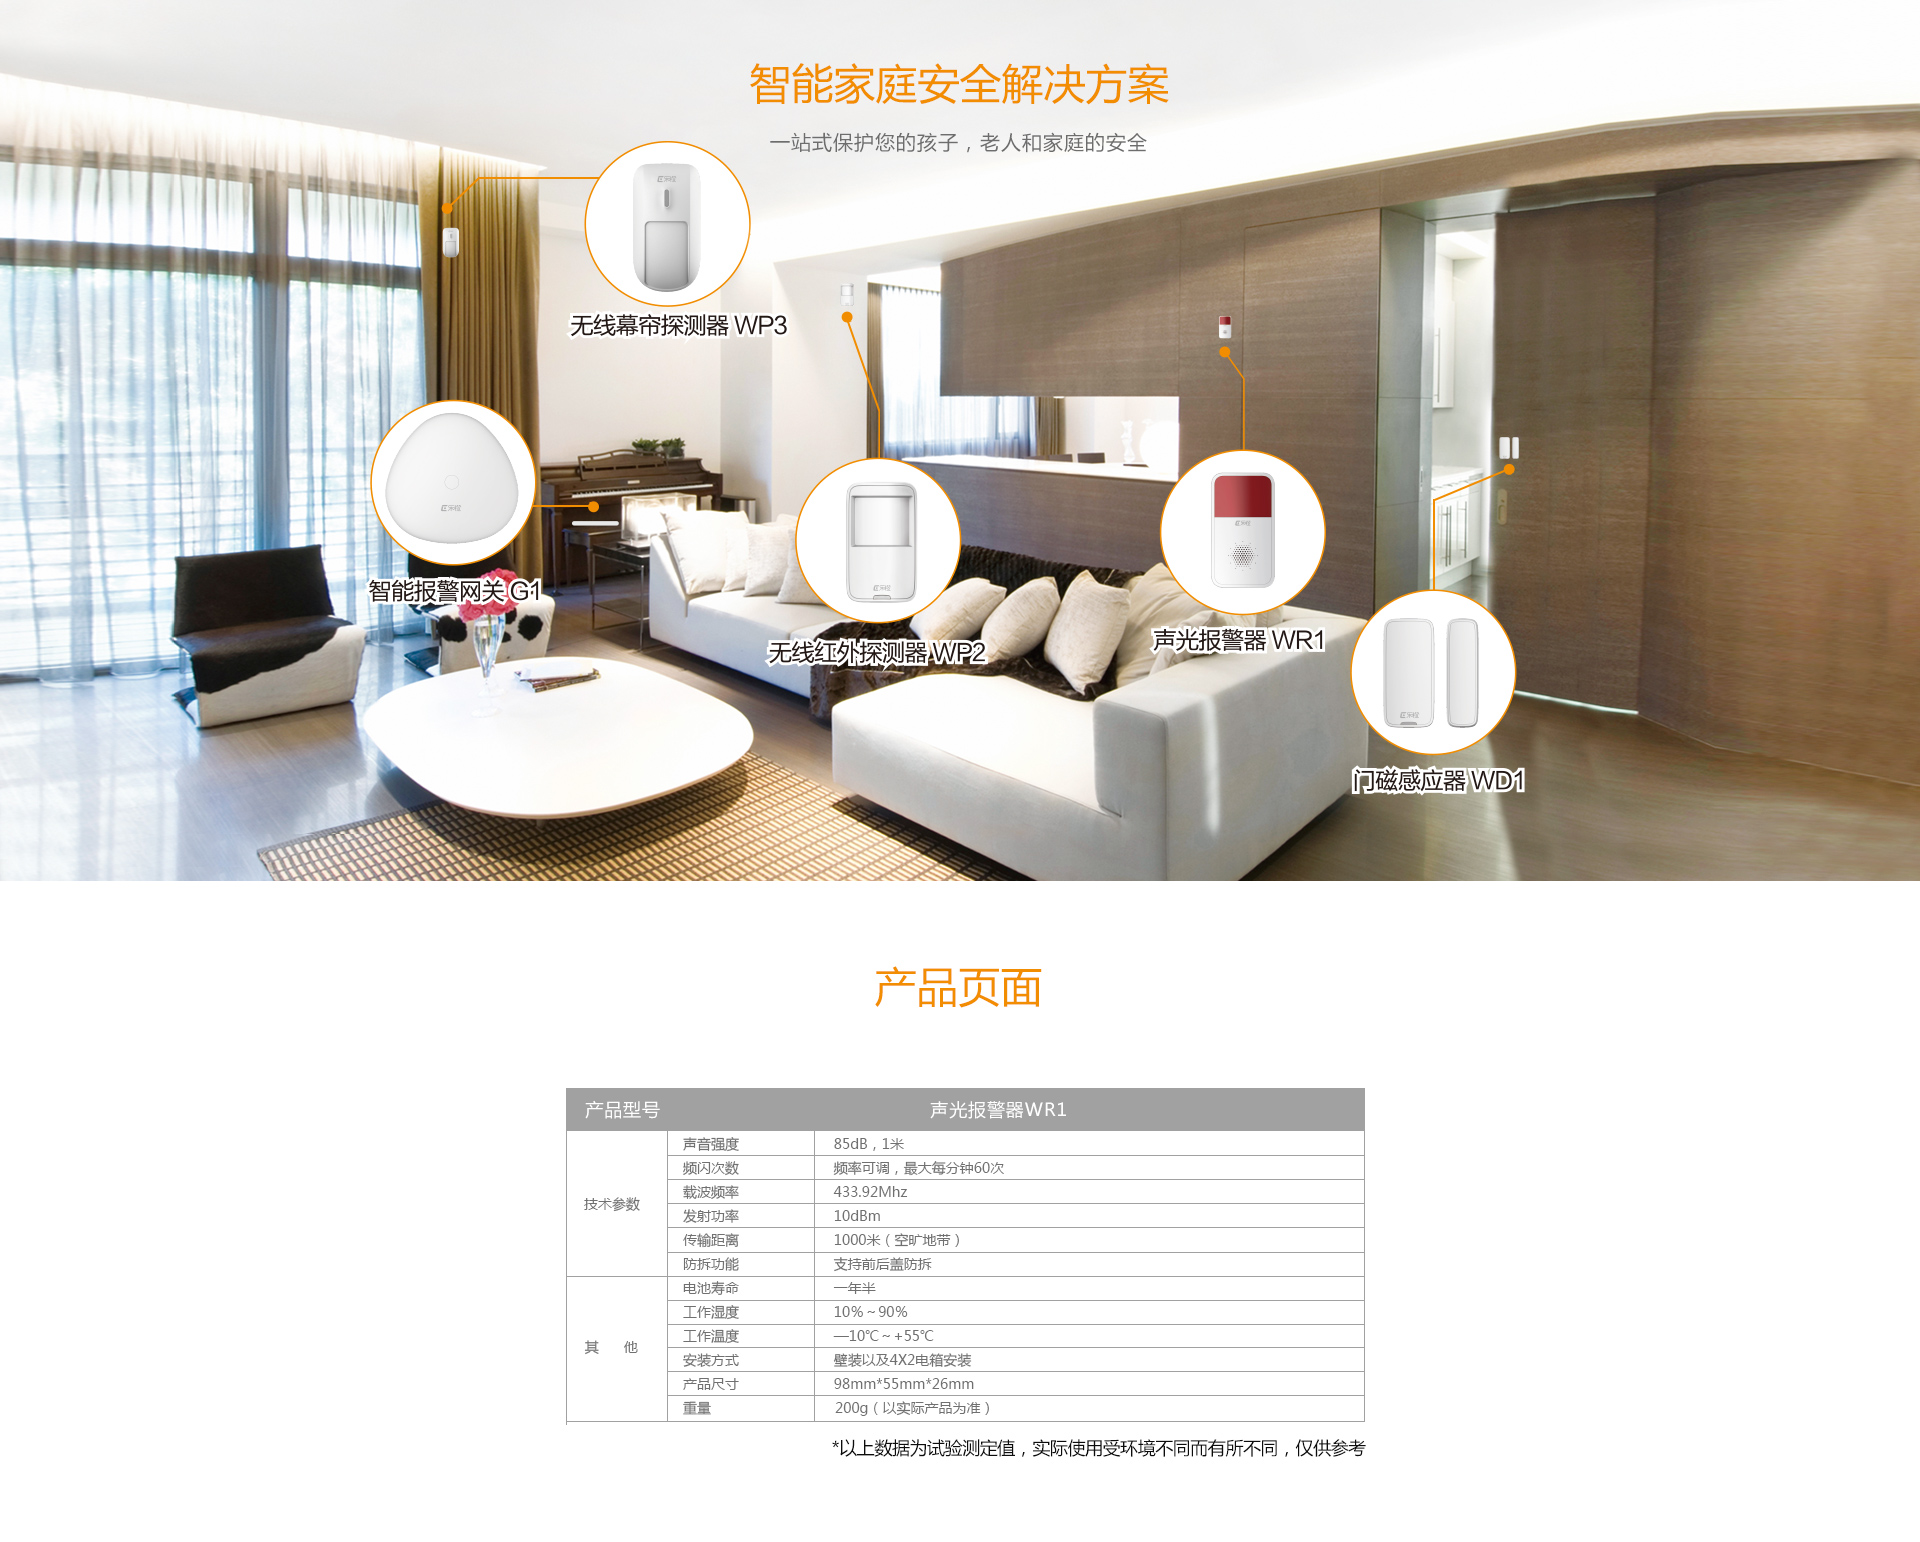 智能家庭安全解决方案
一站式保护您的孩子，老人和家庭的安全
无线幕帘探测器 WP3
智能报警网关 G1
无线红外探测器 WP2
声光报警器 WR1
门磁感应器 WD1
产品页面
产品型号 声光报警器WR1
技术参数
声音强度 85dB，1米
频闪次数 频率可调，最大每分钟60次
载波频率 433.92Mhz
发射功率 10dBm
传输距离 1000米（空旷地带）
防拆功能 支持前后盖防拆
其 他
电池寿命 一年半
工作湿度 10%～90%
工作温度 —10℃～+55℃
安装方式 壁装以及4X2电箱安装
产品尺寸 98mm*55mm*26mm
重量 200g（以实际产品为准）
*以上数据为试验测定值，实际使用受环境不同而有所不同，仅供参考